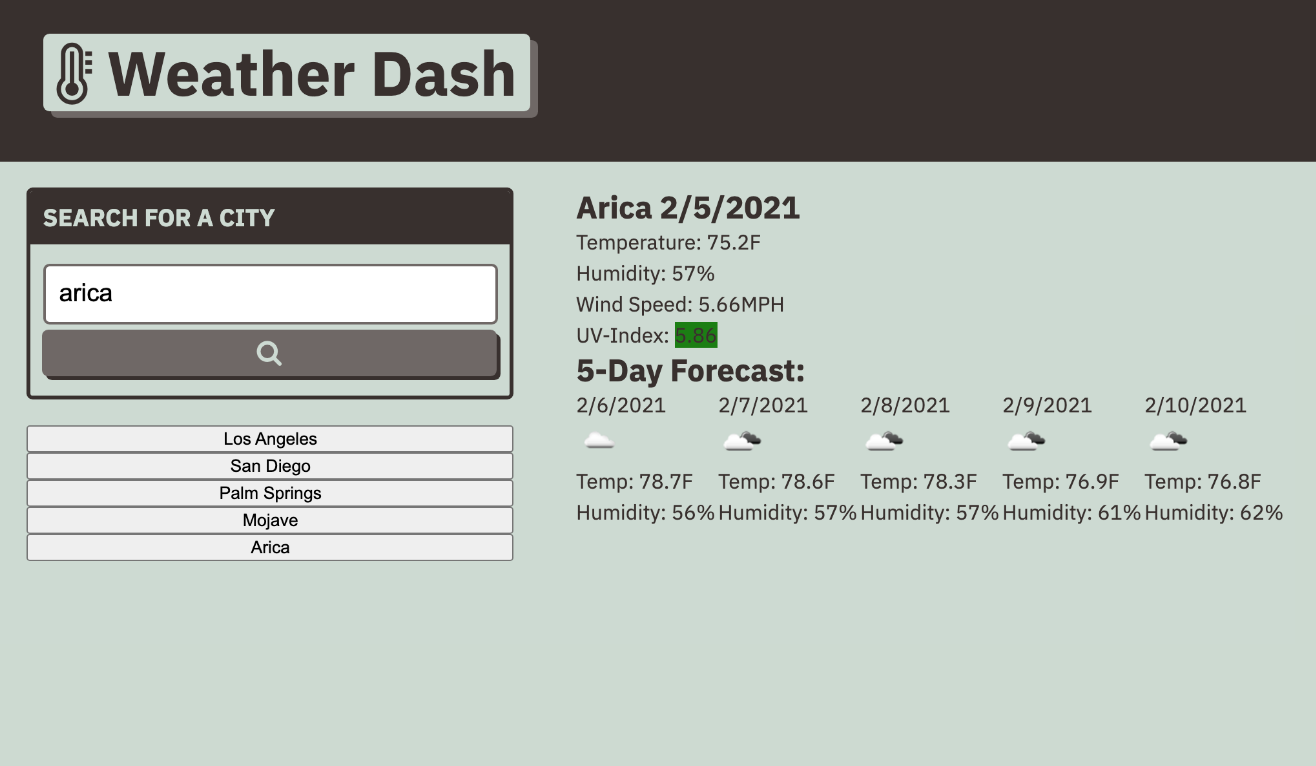 Weather Dash
SEARCH FOR A CITY
arica
Los Angeles
San Diego
Palm Springs
Mojave
Arica
Arica 2/5/2021
Temperature: 75.2F
Humidity: 57%
Wind Speed: 5.66MPH
UV-Index: 5.86
5-Day Forecast:
2/6/2021 2/7/2021 2/8/2021 2/9/2021 2/10/2021
Temp: 78.7F Temp: 78.6F Temp: 78.3F Temp: 76.9F Temp: 76.8F
Humidity: 56% Humidity: 57% Humidity: 57% Humidity: 61% Humidity: 62%